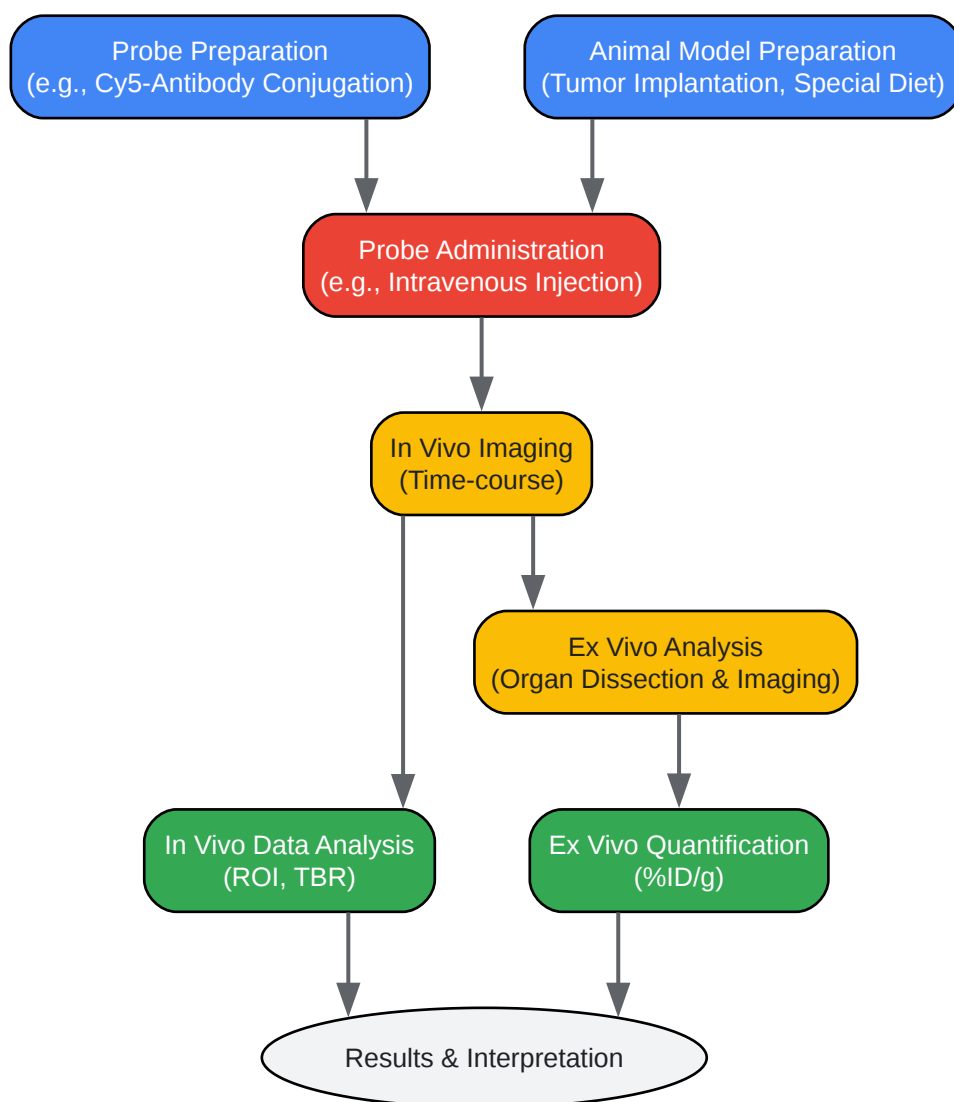 Probe Preparation
(e.g., Cy5-Antibody Conjugation)
Animal Model Preparation
(Tumor Implantation, Special Diet)
Probe Administration
(e.g., Intravenous Injection)
In Vivo Imaging
(Time-course)
Ex Vivo Analysis
(Organ Dissection & Imaging)
In Vivo Data Analysis
(ROI, TBR)
Ex Vivo Quantification
(%ID/g)
Results & Interpretation